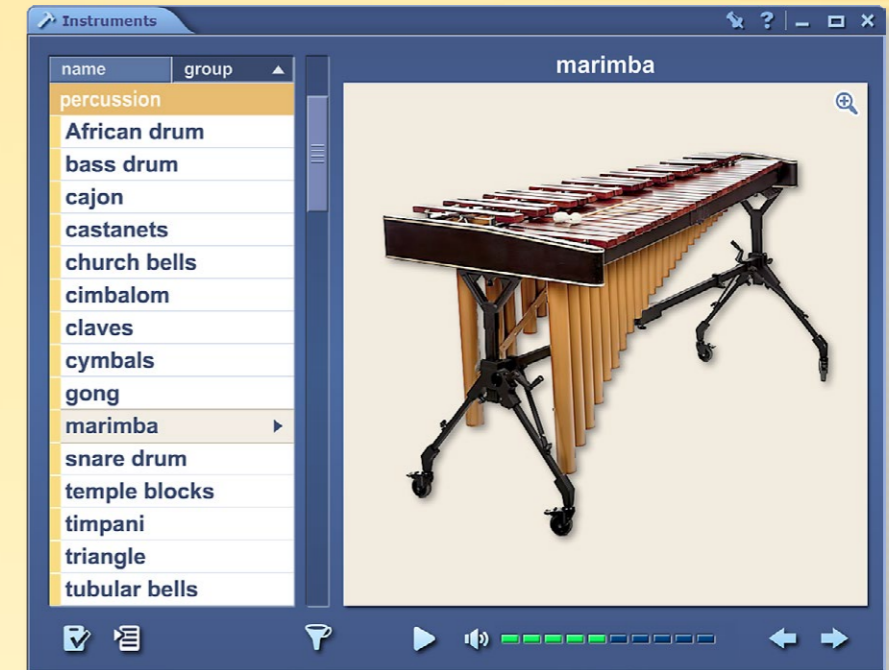 Instruments
name group
marimba
percussion
African drum
bass drum
cajon
castanets
church bells
cimbalom
claves
cymbals
gong
marimba
snare drum
temple blocks
timpani
triangle
tubular bells